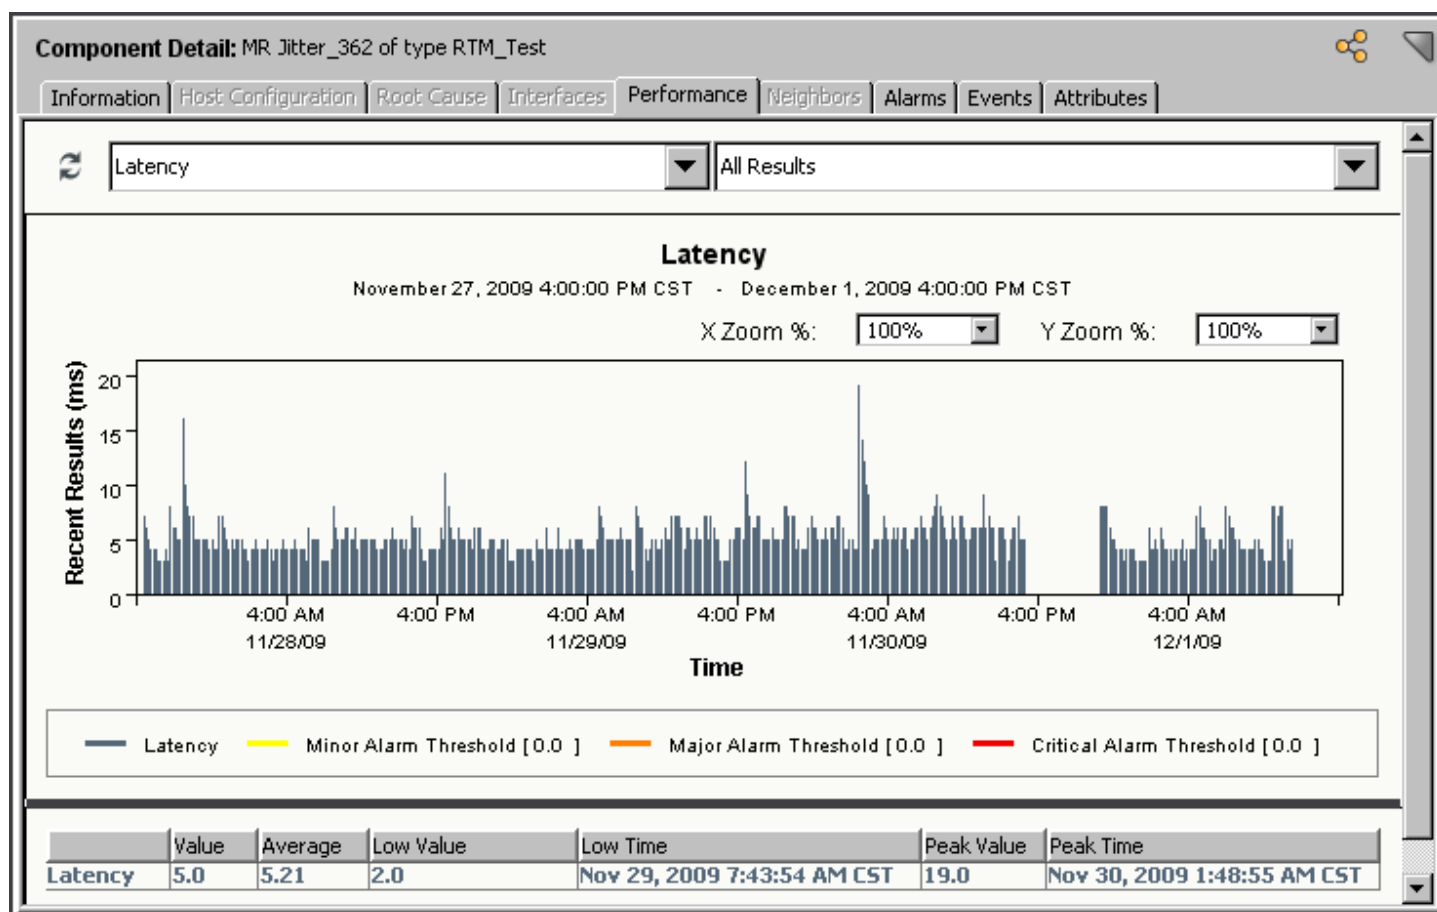 Component Detail: MR Jitter_362 of type RTM_Test
Information Host Configuration Root Cause Interfaces Performance Neighbors Alarms Events Attributes
Latency All Results
Latency
November 27, 2009 4:00:00 PM CST - December 1, 2009 4:00:00 PM CST
X Zoom %: 100% Y Zoom %: 100%
Recent Results (ms)
20
15
10
5
0
4:00 AM 4:00 PM 4:00 AM 4:00 PM 4:00 AM 4:00 PM 4:00 AM
11/28/09 11/29/09 11/30/09 12/1/09
Time
Latency Minor Alarm Threshold [ 0.0 ] Major Alarm Threshold [ 0.0 ] Critical Alarm Threshold [ 0.0 ]
Value Average Low Value Low Time Peak Value Peak Time
Latency 5.0 5.21 2.0 Nov 29, 2009 7:43:54 AM CST 19.0 Nov 30, 2009 1:48:55 AM CST